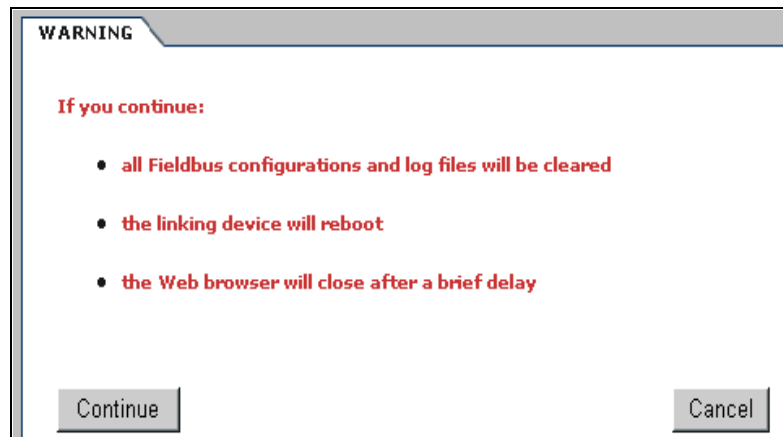 WARNING
If you continue:
all Fieldbus configurations and log files will be cleared
the linking device will reboot
the Web browser will close after a brief delay
Continue
Cancel